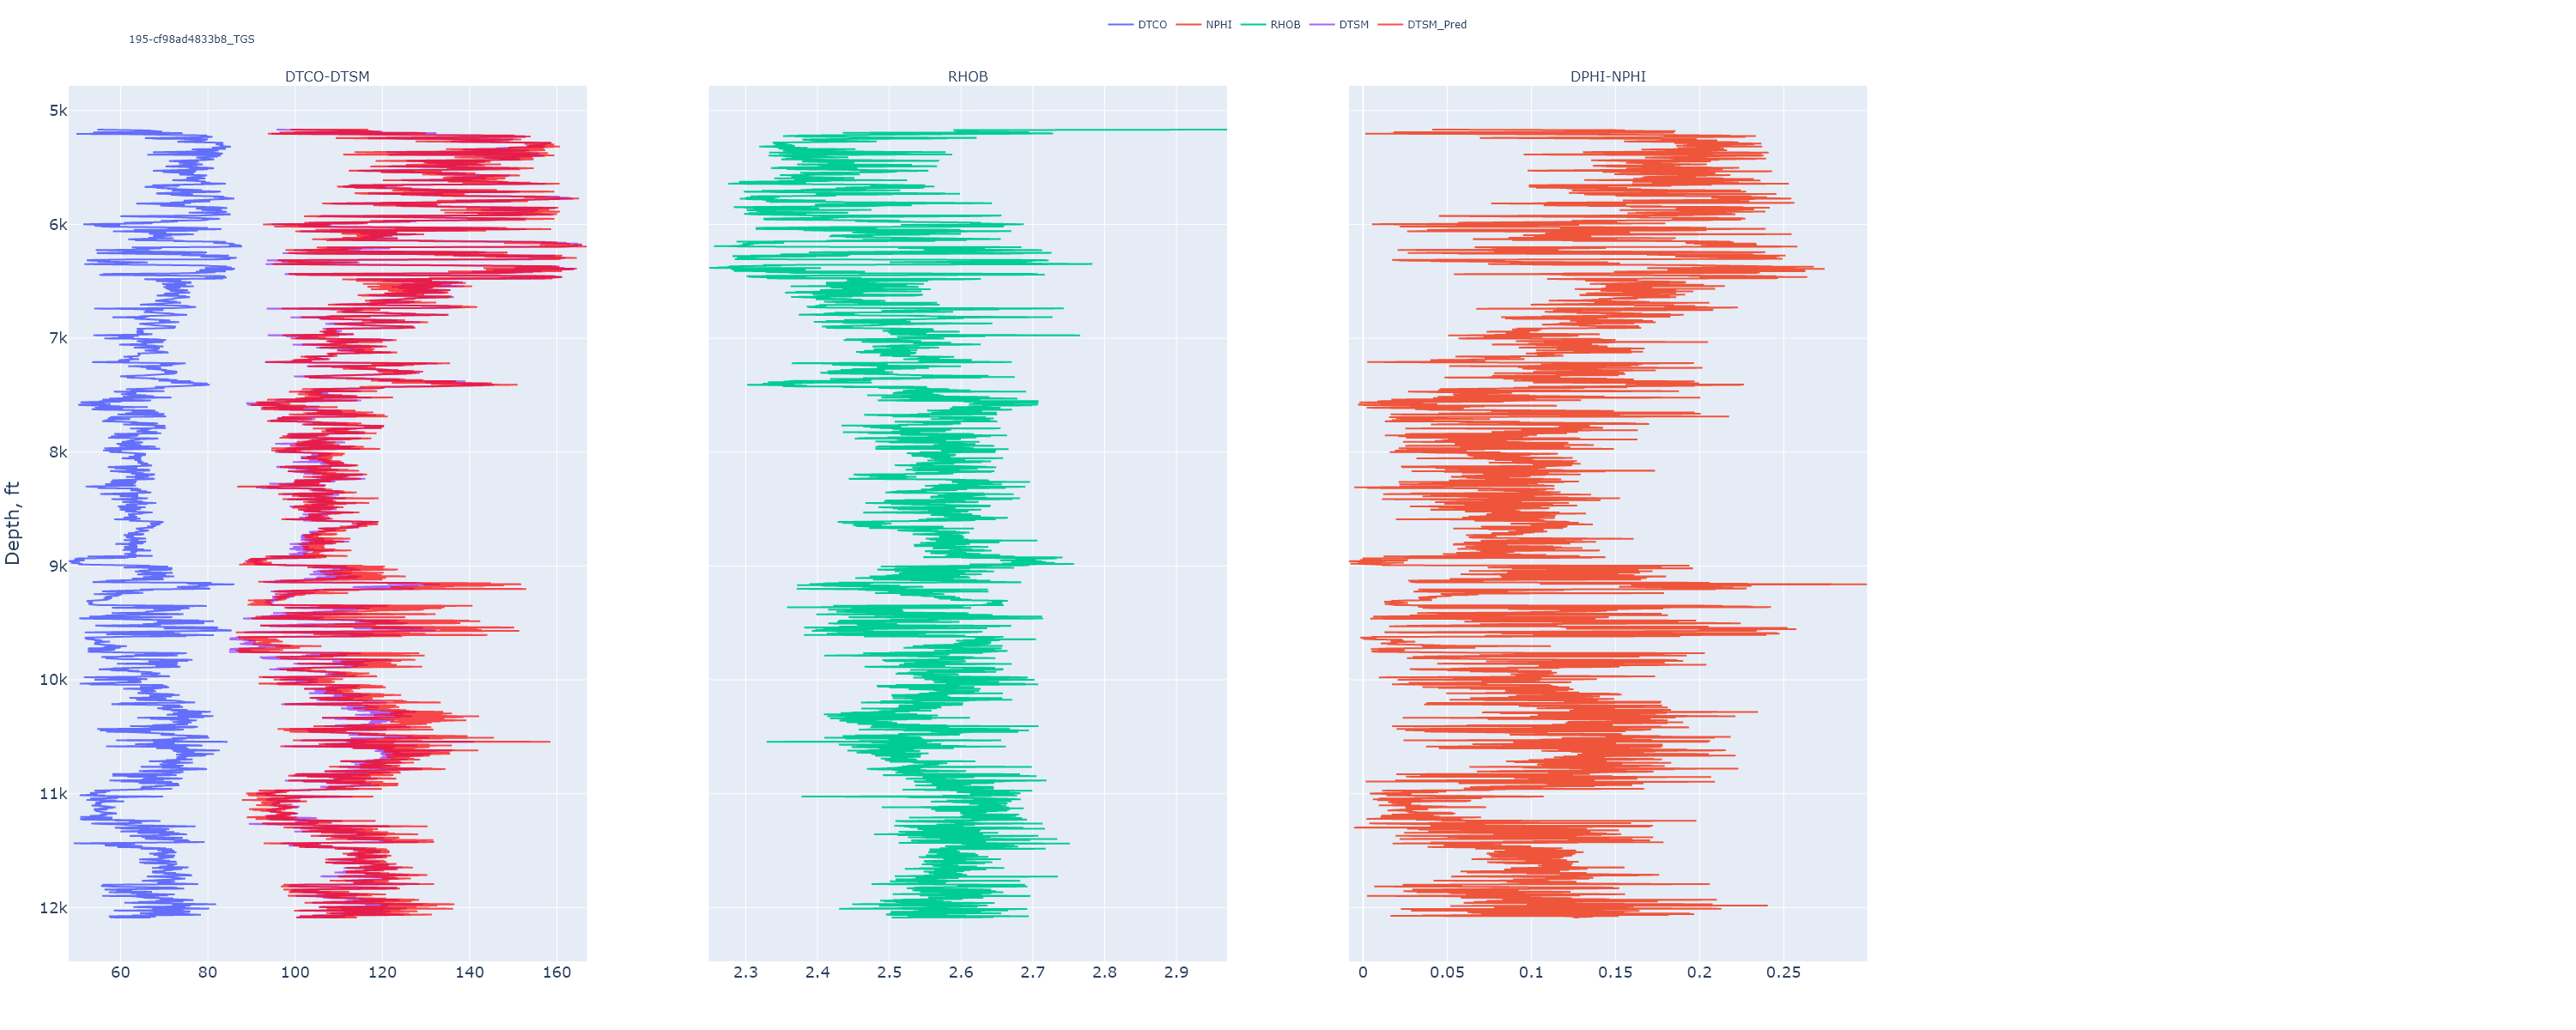 DTCO NPHI RHOB DTSM DTSM_Pred
195-cf98ad4833b8_TGS
DTCO-DTSM RHOB DPHI-NPHI
Depth, ft
5k
6k
7k
8k
9k
10k
11k
12k
60 80 100 120 140 160
2.3 2.4 2.5 2.6 2.7 2.8 2.9
0 0.05 0.1 0.15 0.2 0.25